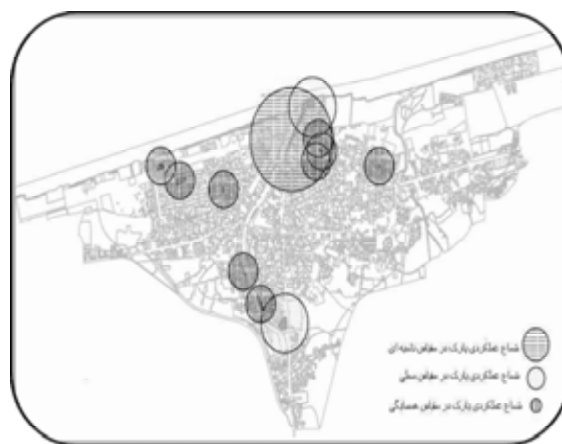 شعاع عملکردی پارک در مقیاس ناحیه ای
شعاع عملکردی پارک در مقیاس محلی
شعاع عملکردی پارک در مقیاس همسایگی